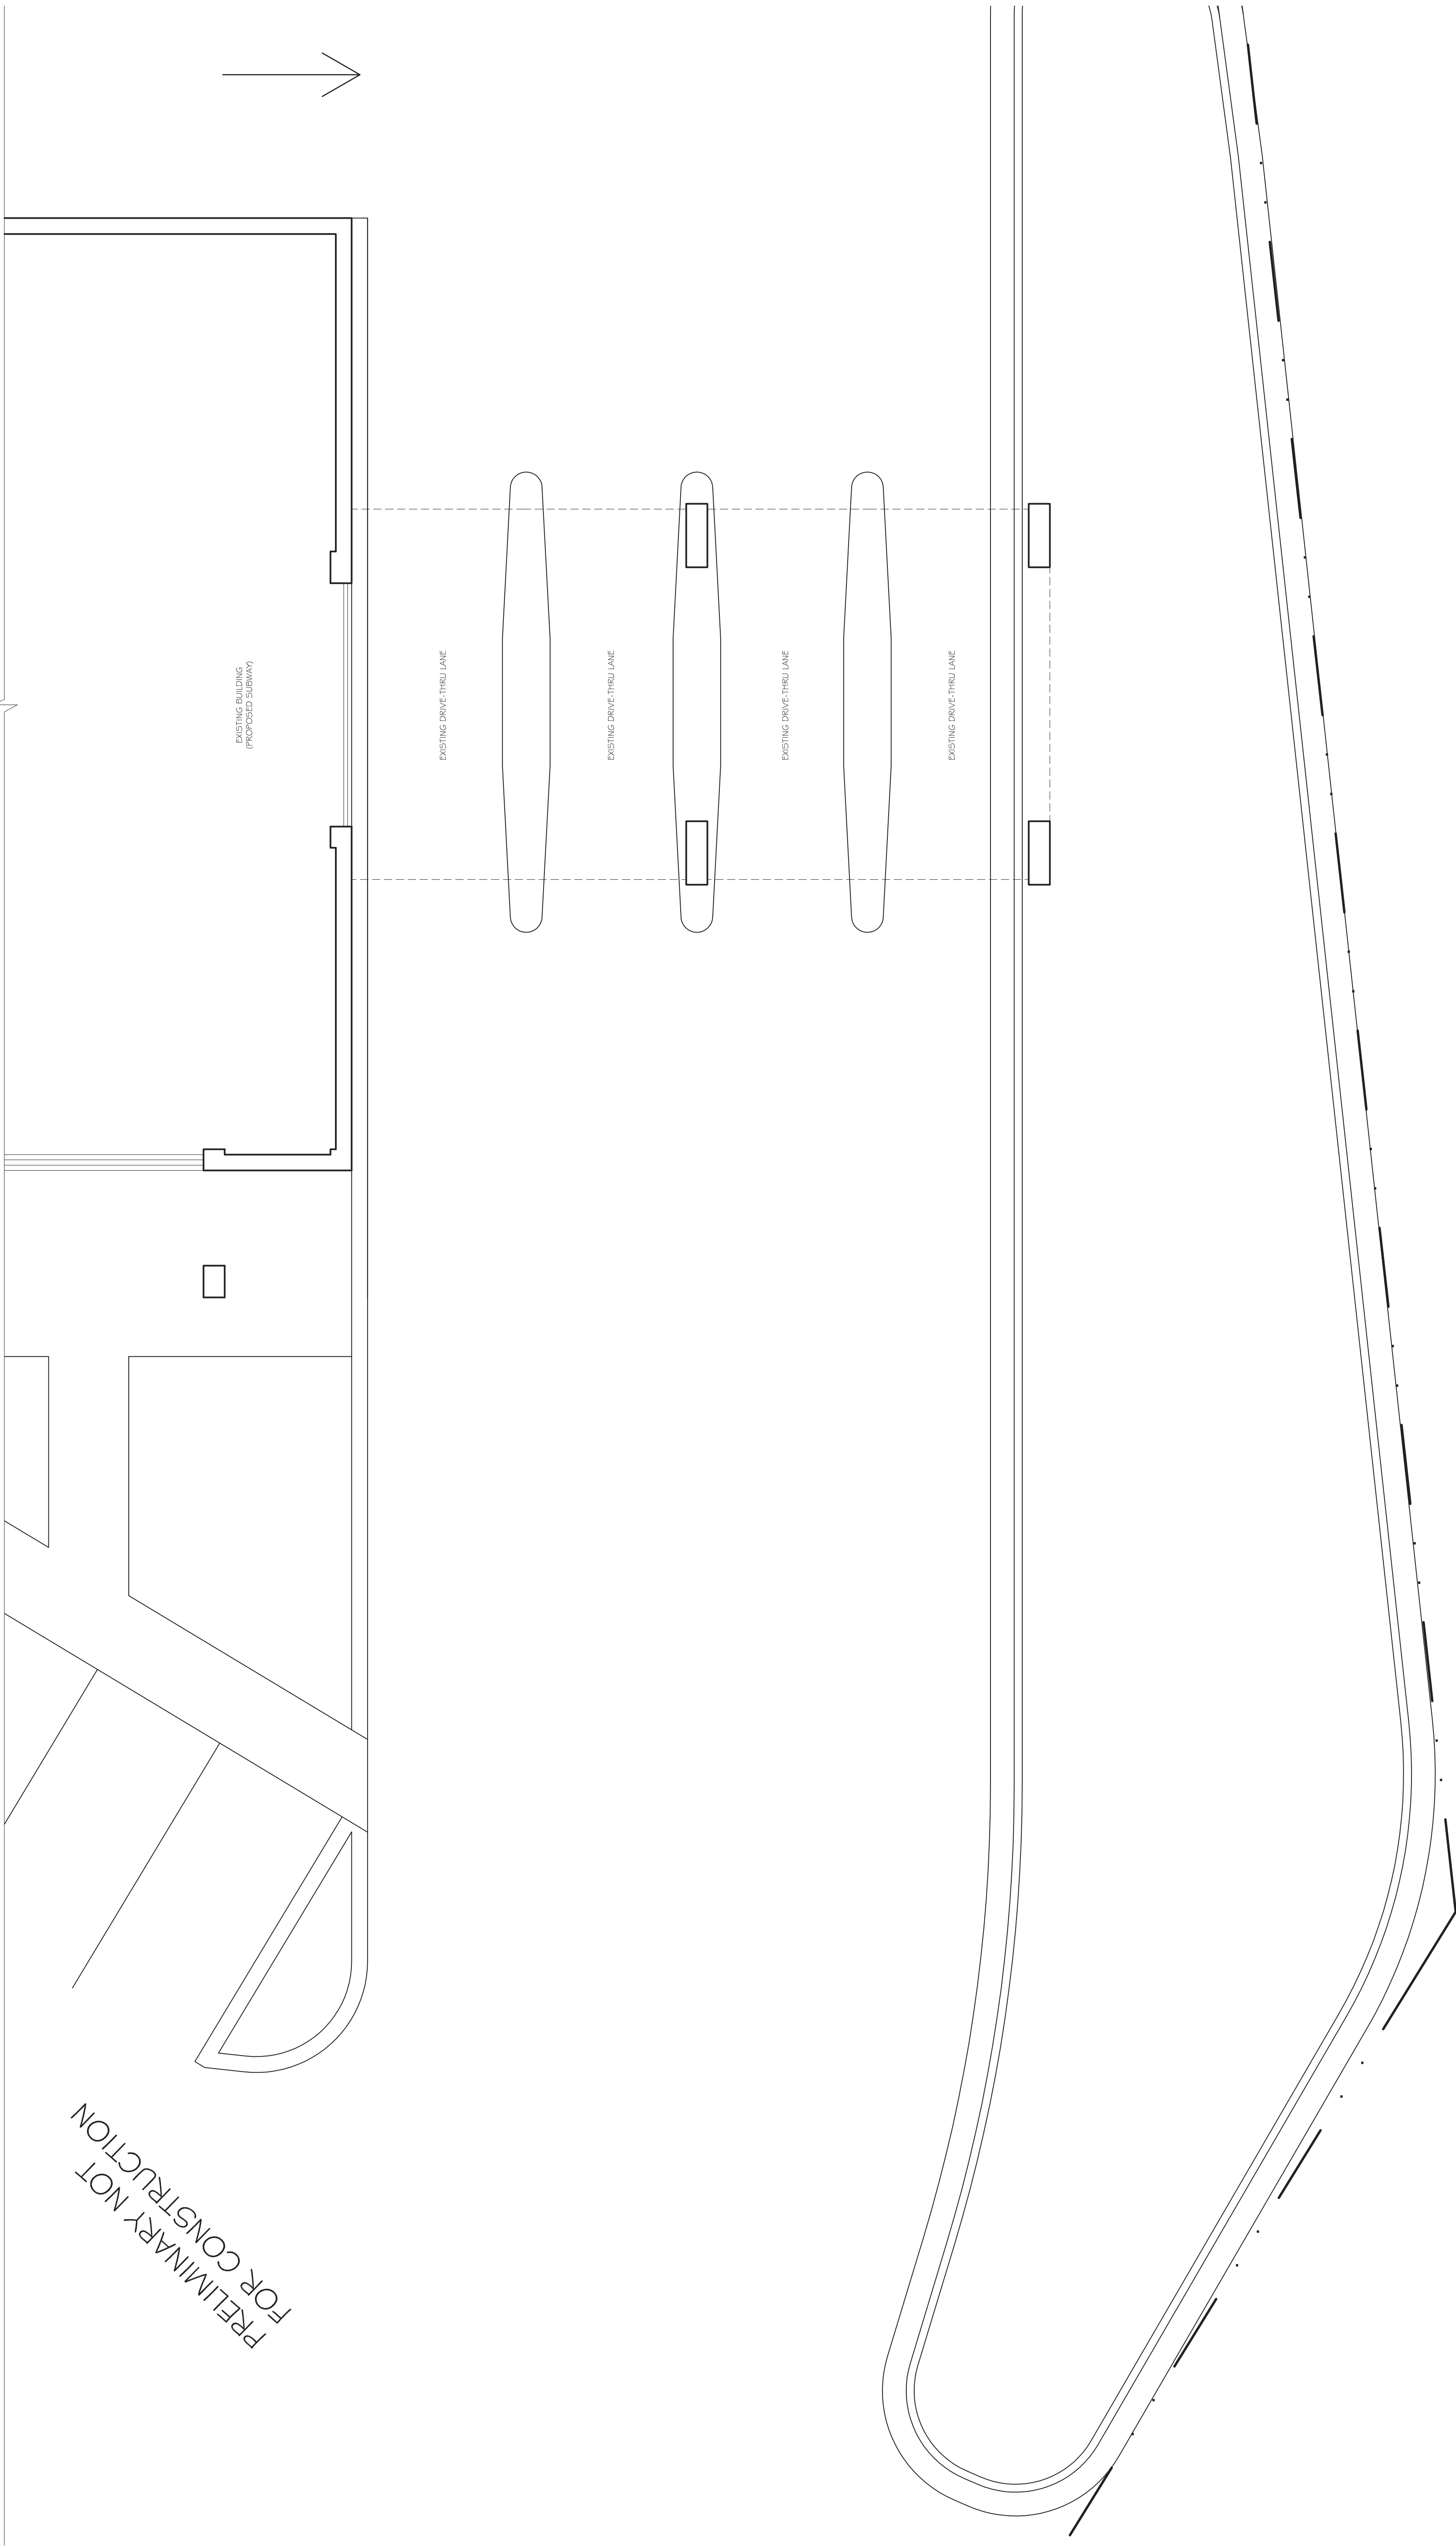 EXISTING BUILDING
(PROPOSED SUBWAY)
EXISTING DRIVE-THRU LANE
EXISTING DRIVE-THRU LANE
EXISTING DRIVE-THRU LANE
EXISTING DRIVE-THRU LANE
PRELIMINARY NOT
FOR CONSTRUCTION